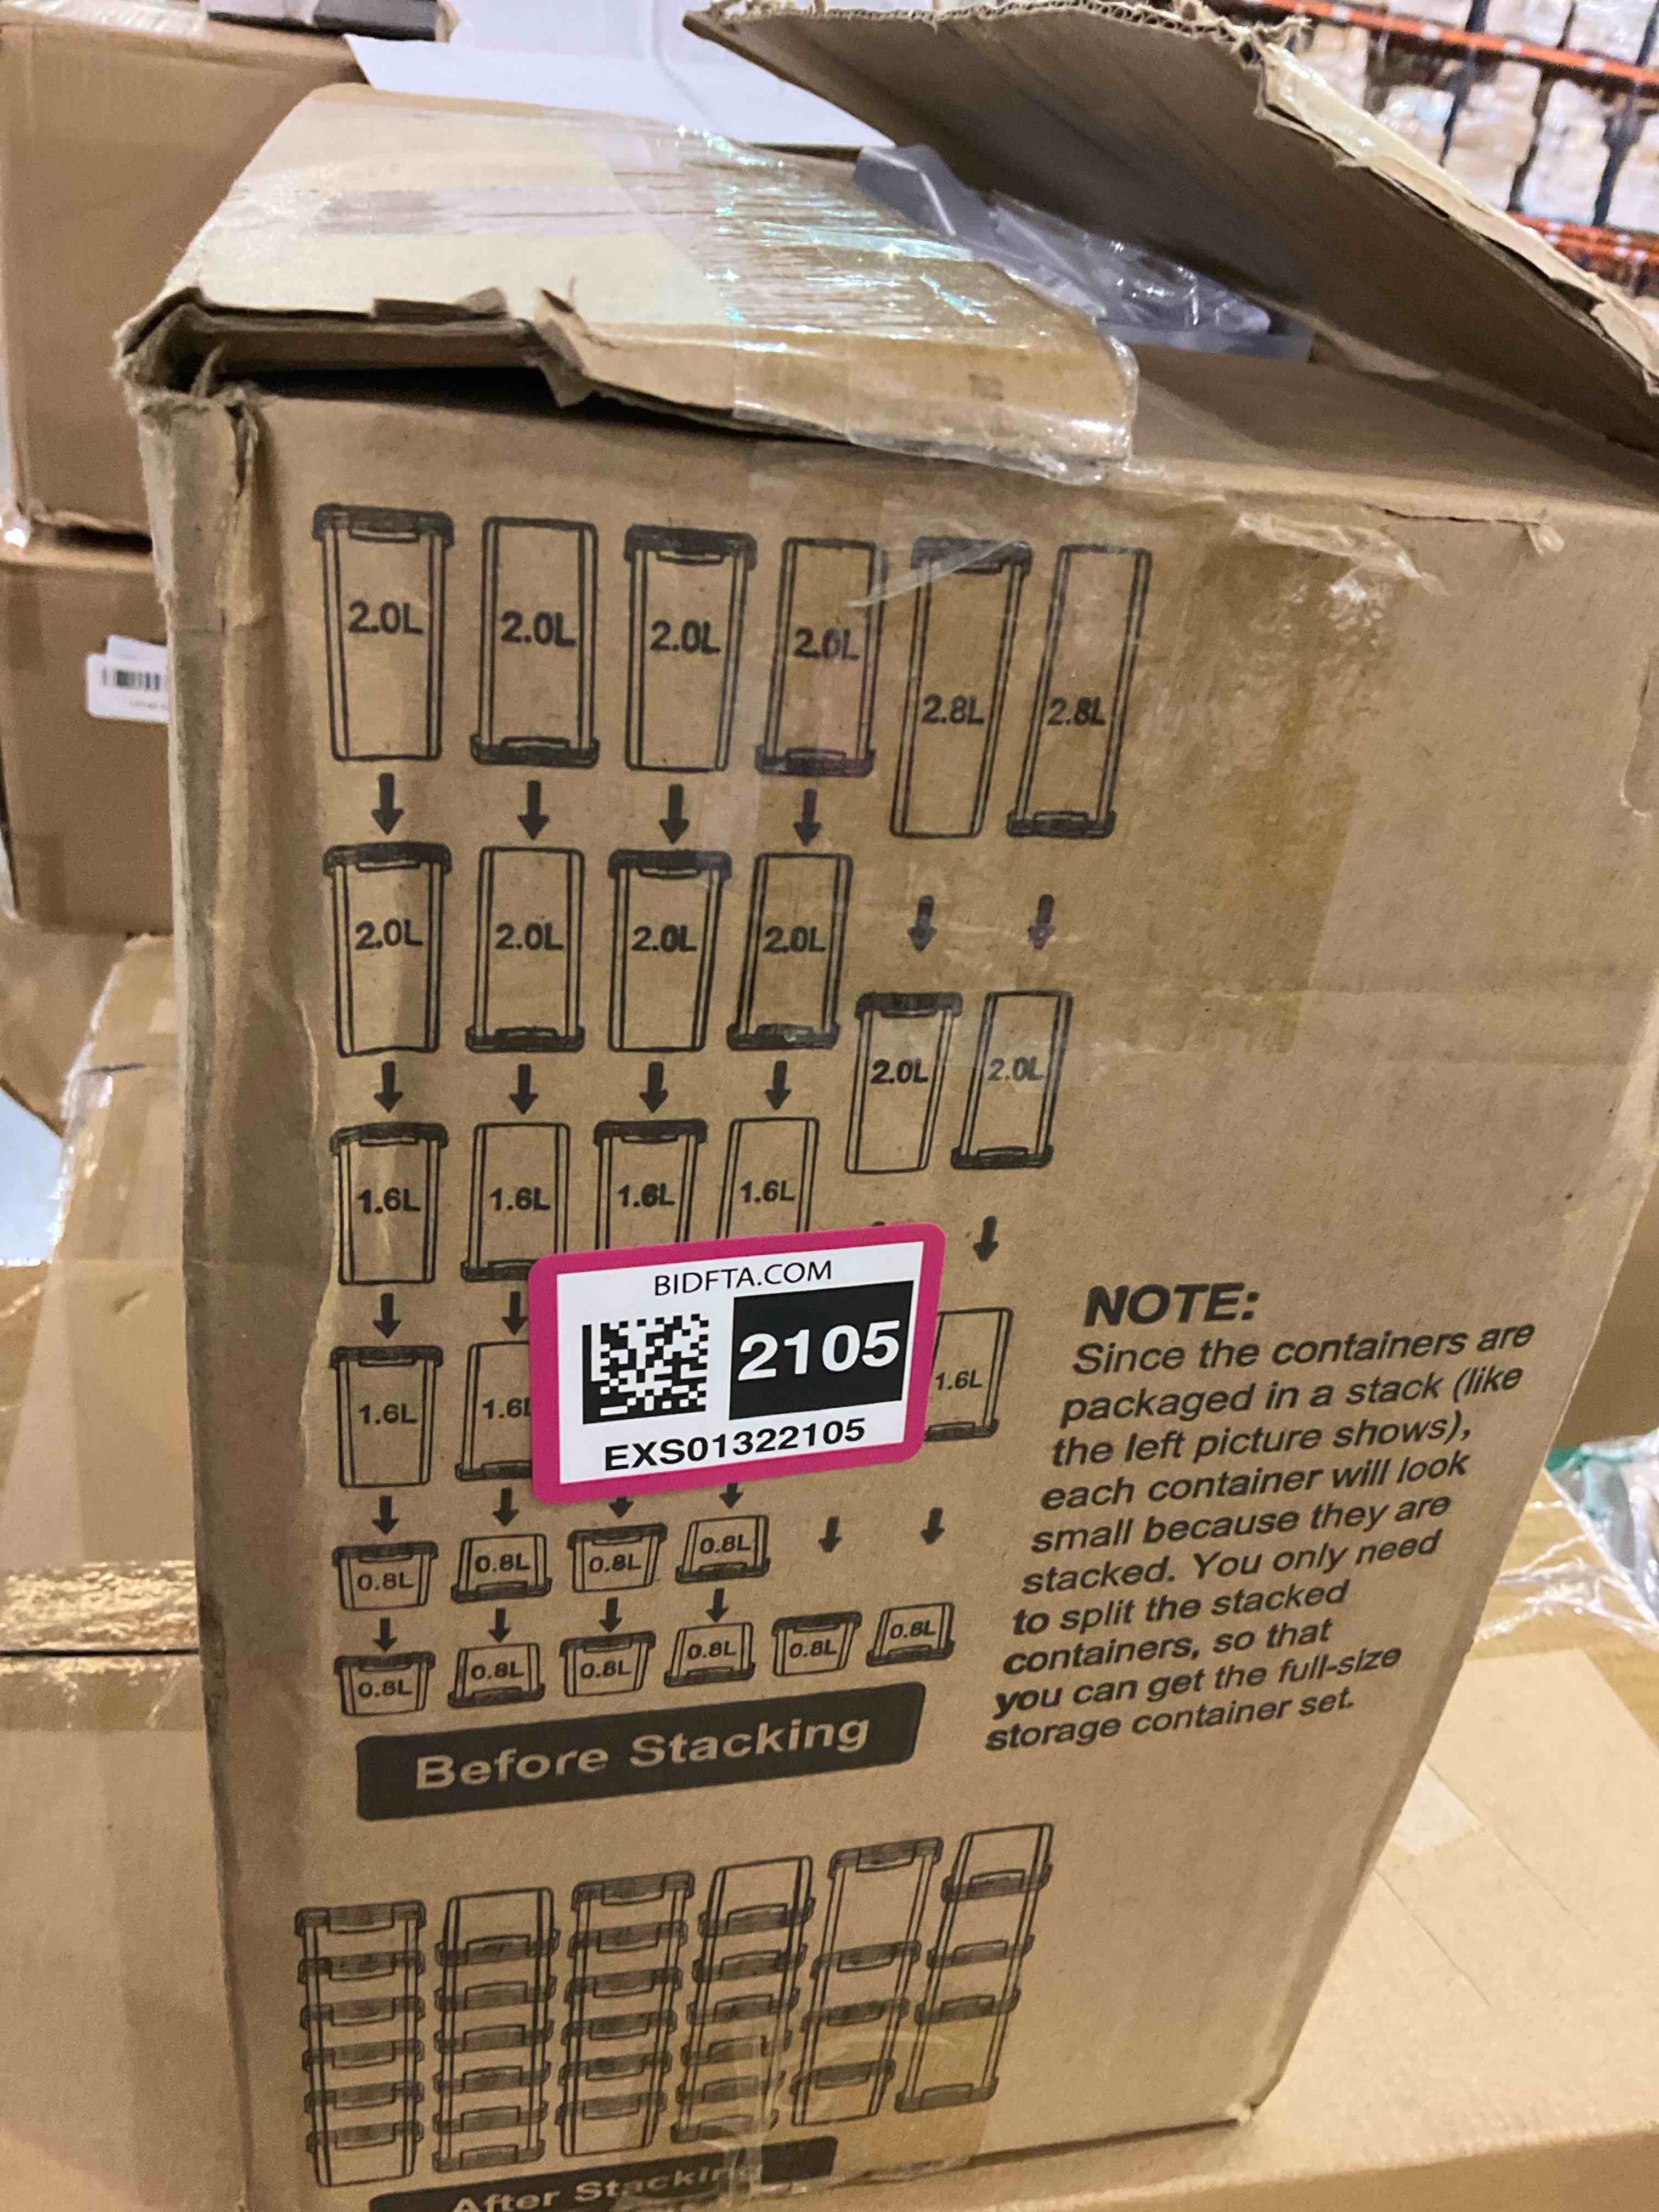 2.0L 2.0L 2.0L 2.0L
2.8L 2.8L
2.0L 2.0L 2.0L 2.0L
2.0L 2.0L
1.6L 1.6L 1.6L 1.6L
BIDFTA.COM
2105
EXS01322105
1.6L
1.6L
0.8L 0.8L 0.8L 0.8L
0.8L 0.8L 0.8L 0.8L 0.8L 0.8L
Before Stacking
NOTE:
Since the containers are
packaged in a stack (like
the left picture shows),
each container will look
small because they are
stacked. You only need
to split the stacked
containers, so that
you can get the full-size
storage container set.
After Stacking